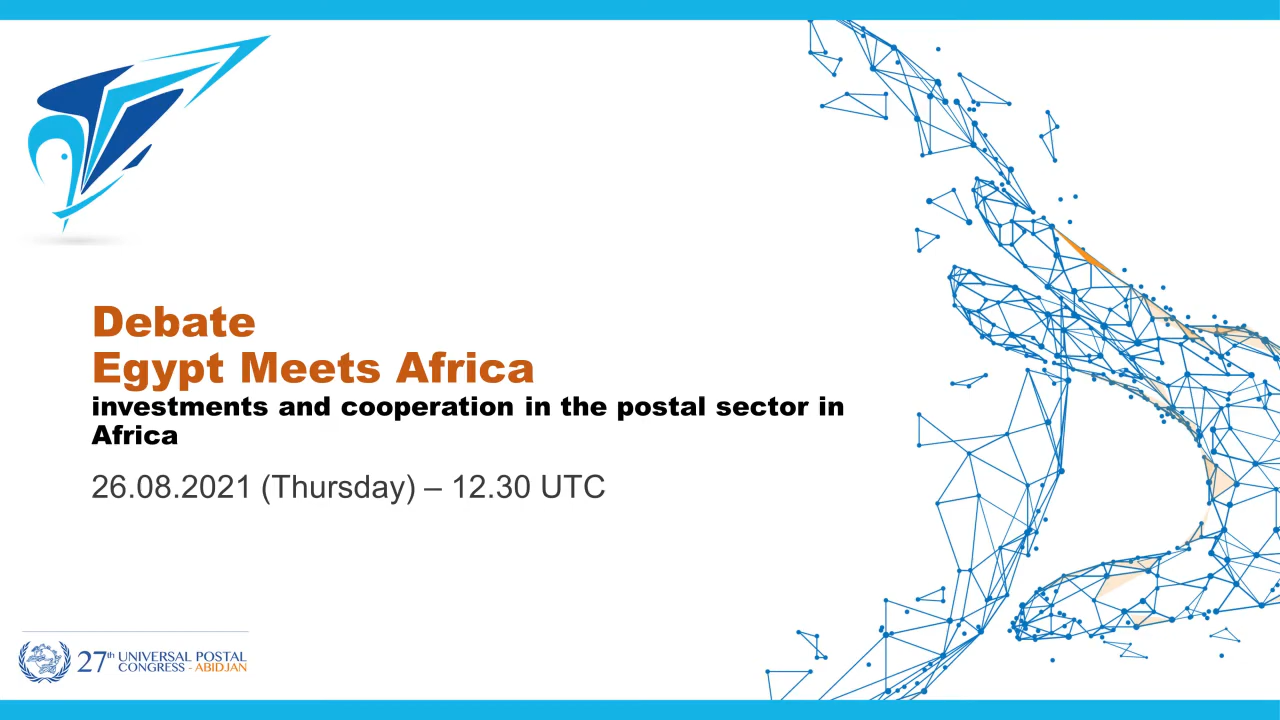 Debate
Egypt Meets Africa
investments and cooperation in the postal sector in
Africa
26.08.2021 (Thursday) – 12.30 UTC
27th UNIVERSAL POSTAL
CONGRESS - ABIDJAN